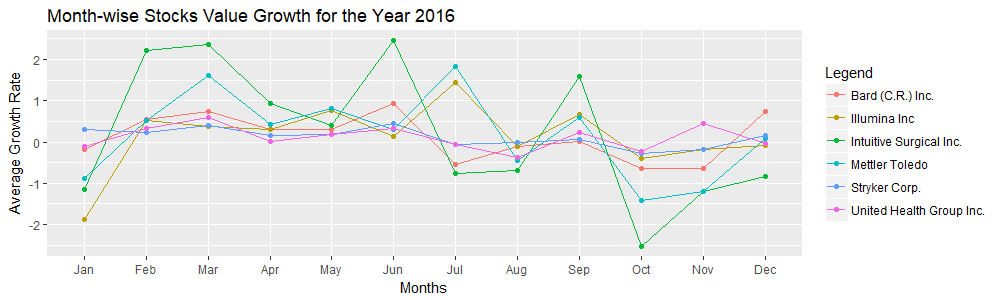 Month-wise Stocks Value Growth for the Year 2016
Average Growth Rate
2
1
0
-1
-2
Jan Feb Mar Apr May Jun Jul Aug Sep Oct Nov Dec
Months
Legend
Bard (C.R.) Inc.
Illumina Inc
Intuitive Surgical Inc.
Mettler Toledo
Stryker Corp.
United Health Group Inc.